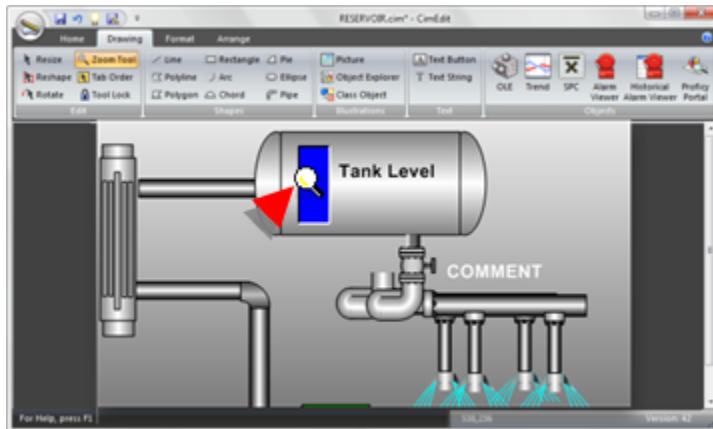 RESERVOIR.cim* - CimEdit
Home Drawing Format Arrange
Resize Zoom Tool Line Rectangle Pie Picture Text Button
Reshape Tab Order Polyline Arc Ellipse Object Explorer Text String
Rotate Tool Lock Polygon Chord Pipe Class Object
OLE Trend SPC Alarm Viewer Historical Alarm Viewer Proficy Portal
Edit Shapes Illustrations Text Objects
Tank Level
COMMENT
For Help, press F1 538,236 Version: 42